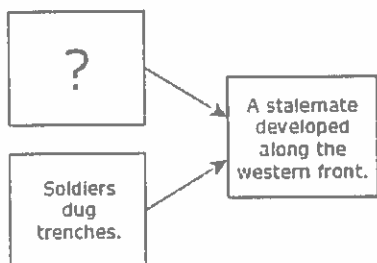 ?
A stalemate
developed
along the
western front.
Soldiers
dug
trenches.